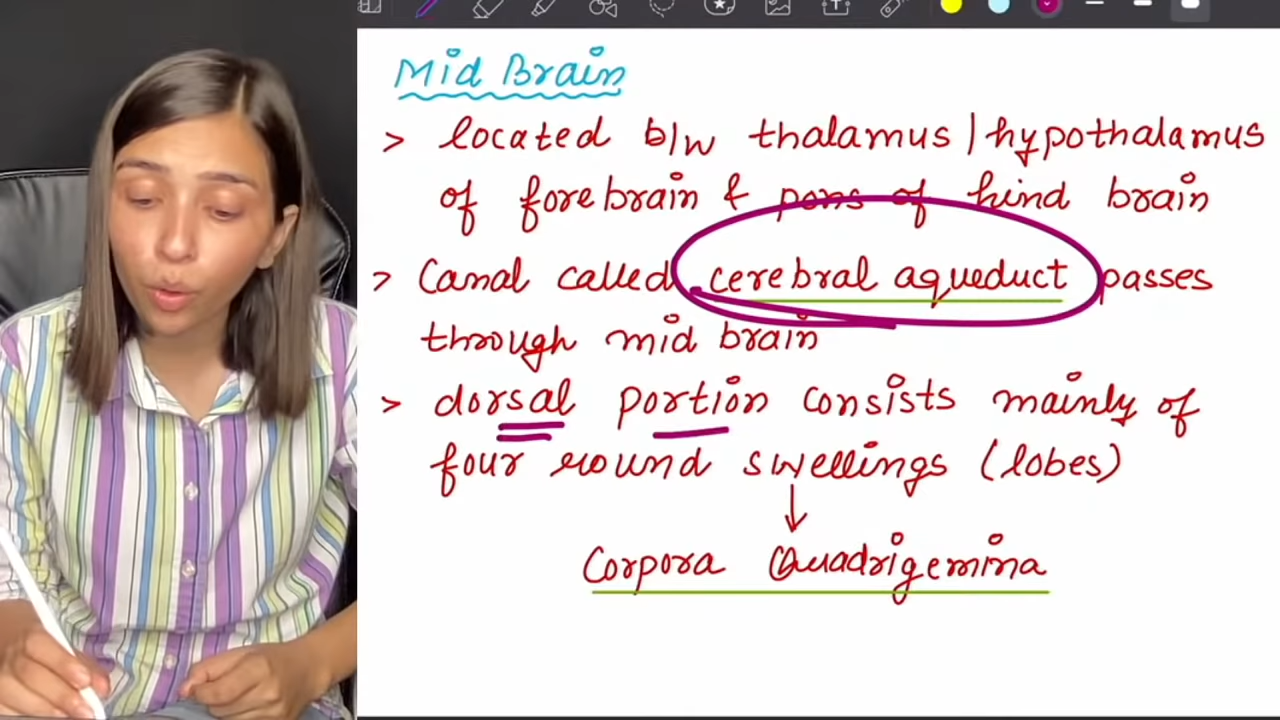 Mid Brain
> located b/w thalamus / hypothalamus
of forebrain & pons of hind brain
> Canal called cerebral aqueduct passes
through mid brain
> dorsal portion consists mainly of
four round swellings (lobes)
↓
Corpora Quadrigemina